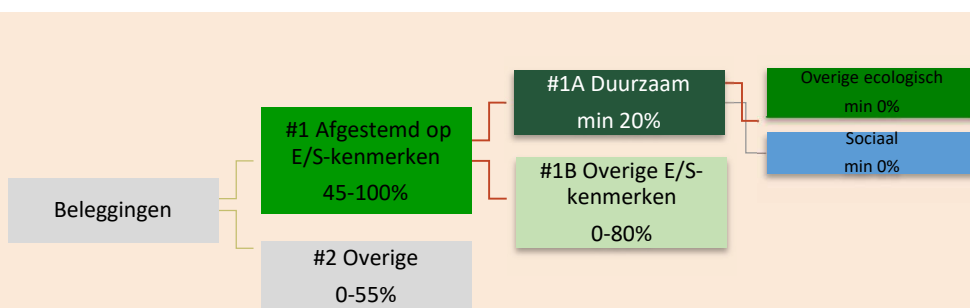 Beleggingen
#1 Afgestemd op
E/S-kenmerken
45-100%
#2 Overige
0-55%
#1A Duurzaam
min 20%
#1B Overige E/S-
kenmerken
0-80%
Overige ecologisch
min 0%
Sociaal
min 0%